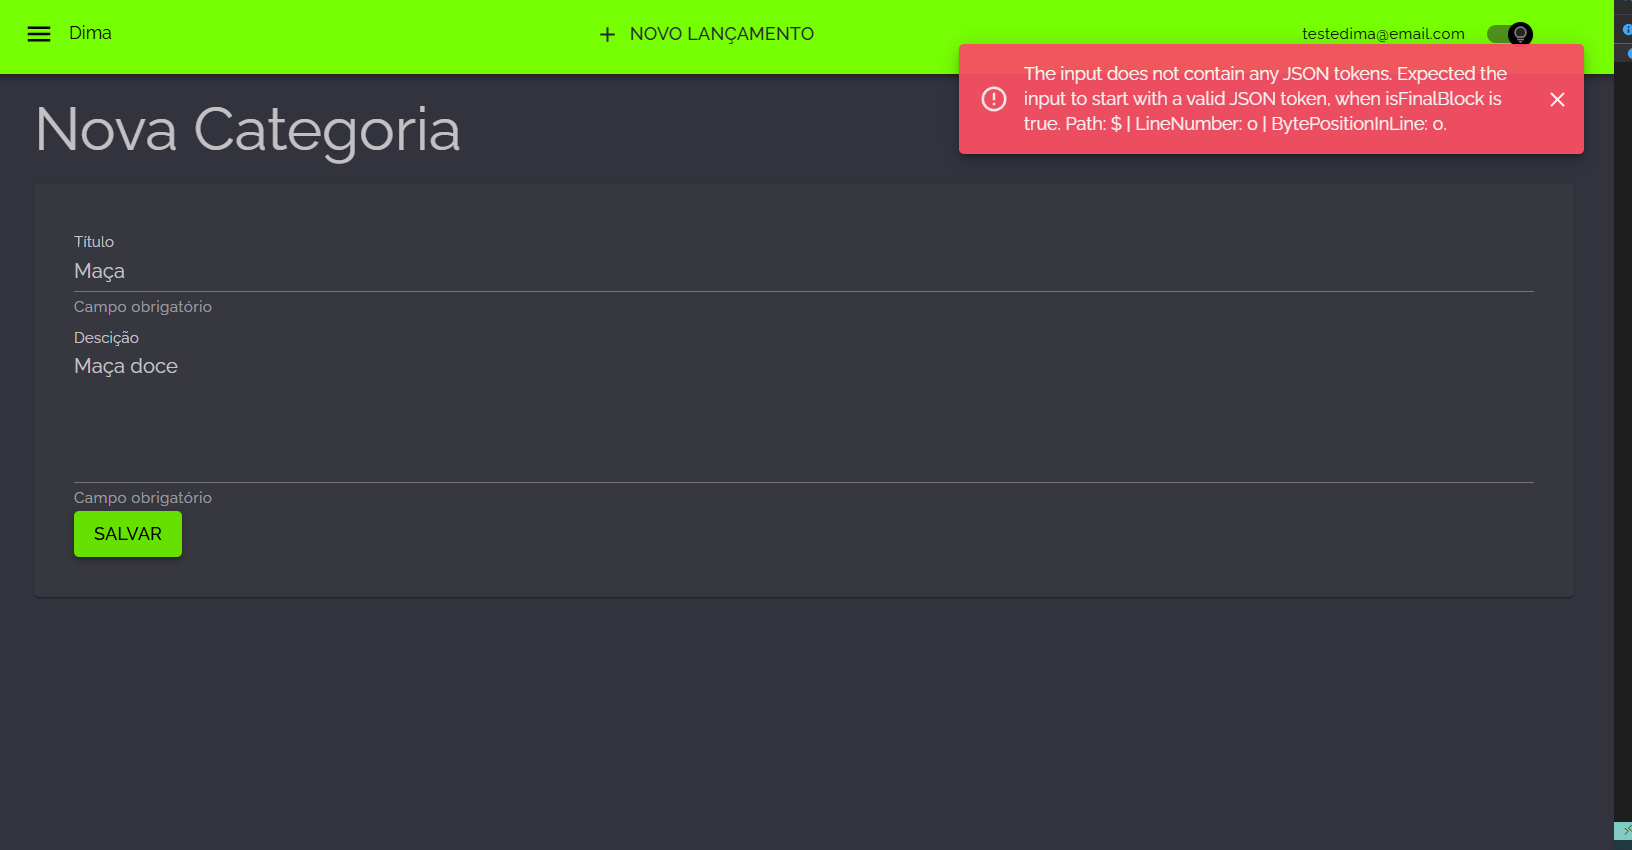 Dima
NOVO LANÇAMENTO
testedima@email.com
The input does not contain any JSON tokens. Expected the
input to start with a valid JSON token, when isFinalBlock is
true. Path: $ | LineNumber: 0 | BytePositionInLine: 0.
Nova Categoria
Título
Maça
Campo obrigatório
Descição
Maça doce
Campo obrigatório
SALVAR